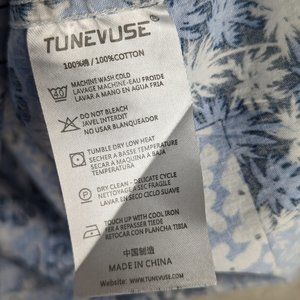 TUNEVUSE
100%棉 / 100%COTTON
40
MACHINE WASH COLD
LAVAGE MACHINE-EAU FROIDE
LAVAR A MANO EN AGUA FRIA
DO NOT BLEACH
JAVEL INTERDIT
NO USAR BLANQUEADOR
TUMBLE DRY LOW HEAT
SECHER A BASSE TEMPERATURE
SECAR A MAQUINA A BAJA
TEMPERATURA
DRY CLEAN - DELICATE CYCLE
NETTOYAGE A SEC FRAGILE
LAVAR EN SECO CICLO SUAVE
TOUCH UP WITH COOL IRON
FER A REPASSER TIEDE
RETOCAR CON PLANCHA TIBIA
中国制造
MADE IN CHINA
WWW.TUNEVUSE.COM